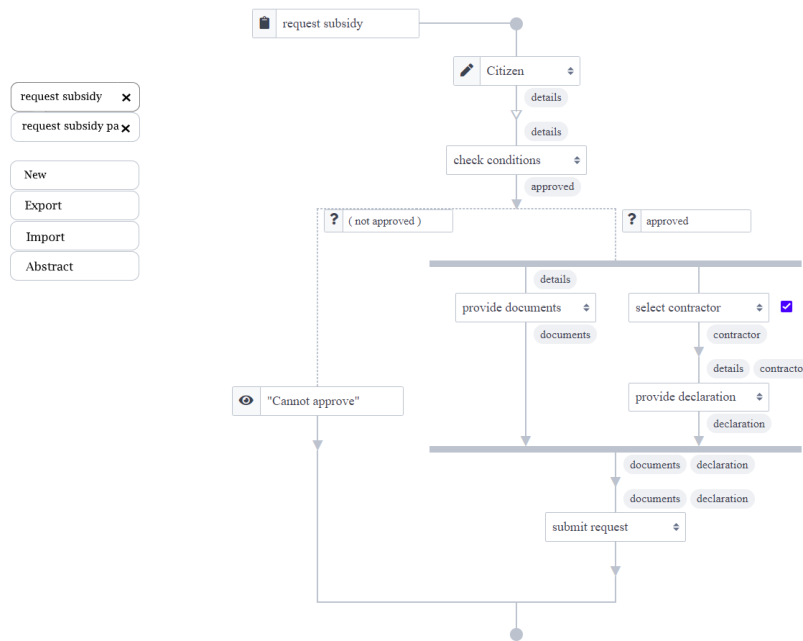 request subsidy
Citizen
details
details
check conditions
approved
? ( not approved )
? approved
request subsidy
request subsidy pa
New
Export
Import
Abstract
details
provide documents
select contractor
documents
contractor
details contracto
"Cannot approve"
provide declaration
declaration
documents declaration
documents declaration
submit request